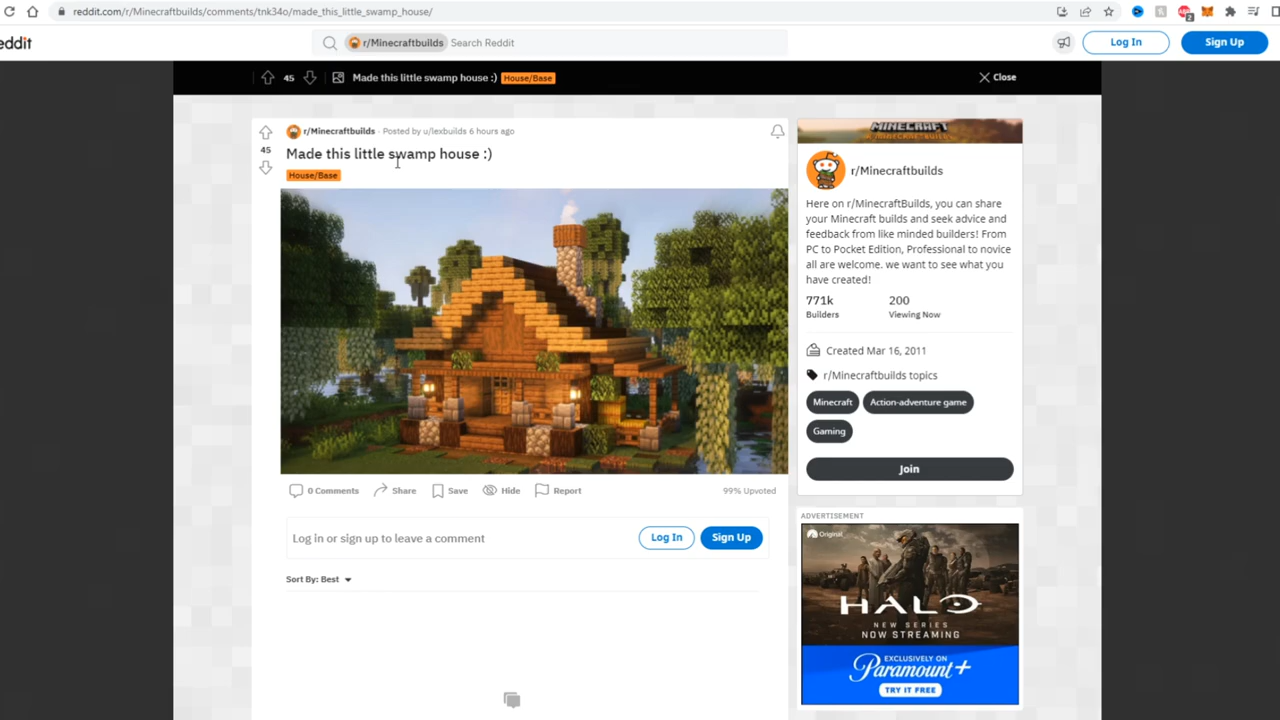 reddit.com/r/Minecraftbuilds/comments/tnk34o/made_this_little_swamp_house/
2
eddit
r/Minecraftbuilds Search Reddit
Log In
Sign Up
45 Made this little swamp house :) House/Base
Close
r/Minecraftbuilds · Posted by u/lexbuilds 6 hours ago
45
Made this little swamp house :)
House/Base
0 Comments Share Save Hide Report 99% Upvoted
Log in or sign up to leave a comment
Log In
Sign Up
Sort By: Best
MINECRAFT
r/Minecraftbuilds
Here on r/MinecraftBuilds, you can share
your Minecraft builds and seek advice and
feedback from like minded builders! From
PC to Pocket Edition, Professional to novice
all are welcome. we want to see what you
have created!
771k 200
Builders Viewing Now
Created Mar 16, 2011
r/Minecraftbuilds topics
Minecraft Action-adventure game
Gaming
Join
ADVERTISEMENT
Original
HALO
NEW SERIES
NOW STREAMING
EXCLUSIVELY ON
Paramount+
TRY IT FREE